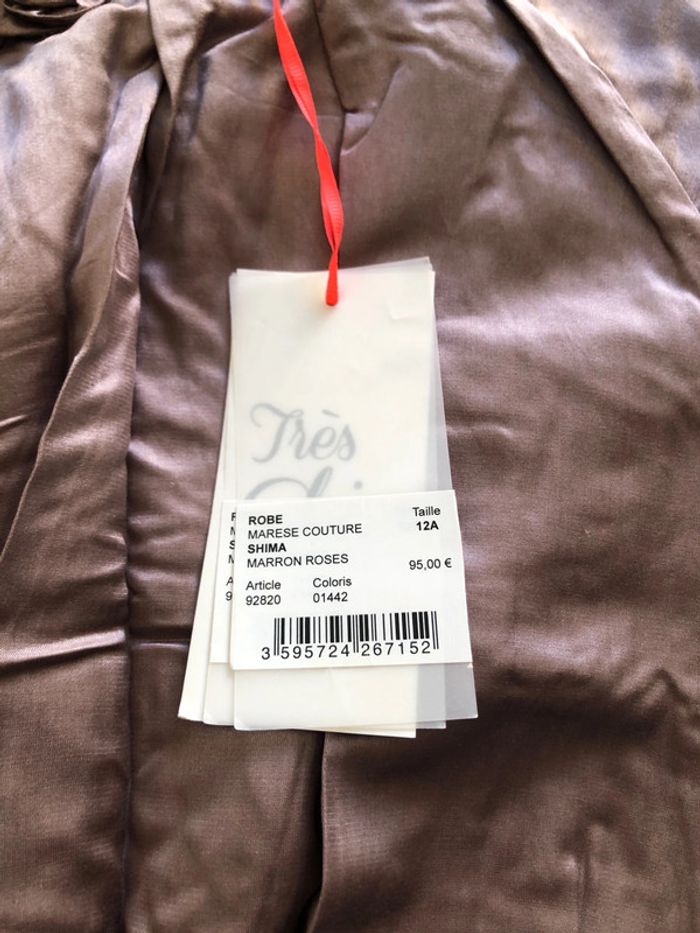 Très
ROBE
MARESE COUTURE
SHIMA
MARRON ROSES
Taille
12A
95,00 €
Article Coloris
92820 01442
3 595724 267152